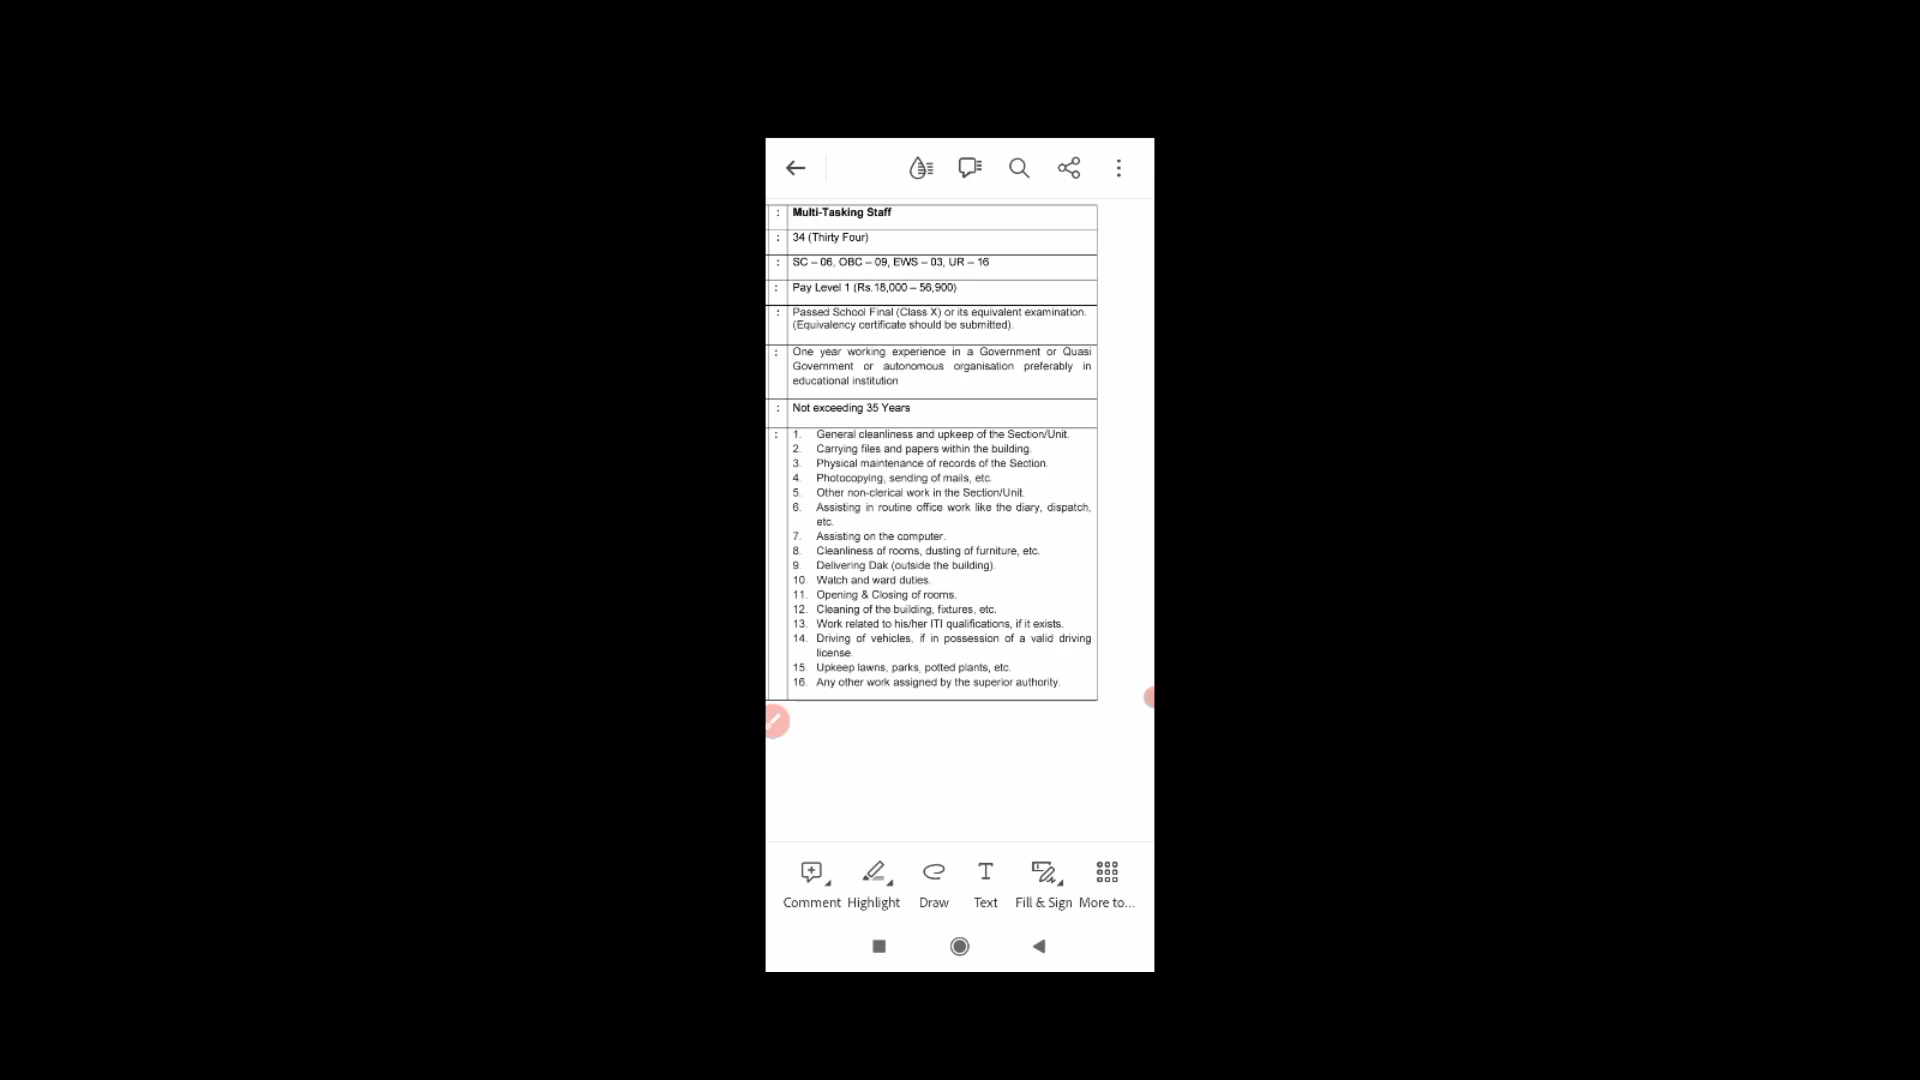 : Multi-Tasking Staff
: 34 (Thirty Four)
: SC – 06, OBC – 09, EWS – 03, UR – 16
: Pay Level 1 (Rs.18,000 – 56,900)
: Passed School Final (Class X) or its equivalent examination.
(Equivalency certificate should be submitted).
: One year working experience in a Government or Quasi
Government or autonomous organisation preferably in
educational institution
: Not exceeding 35 Years
: 1. General cleanliness and upkeep of the Section/Unit.
2. Carrying files and papers within the building.
3. Physical maintenance of records of the Section.
4. Photocopying, sending of mails, etc.
5. Other non-clerical work in the Section/Unit.
6. Assisting in routine office work like the diary, dispatch,
etc.
7. Assisting on the computer.
8. Cleanliness of rooms, dusting of furniture, etc.
9. Delivering Dak (outside the building).
10. Watch and ward duties.
11. Opening & Closing of rooms.
12. Cleaning of the building, fixtures, etc.
13. Work related to his/her ITI qualifications, if it exists.
14. Driving of vehicles, if in possession of a valid driving
license.
15. Upkeep lawns, parks, potted plants, etc.
16. Any other work assigned by the superior authority.
Comment Highlight Draw Text Fill & Sign More to...